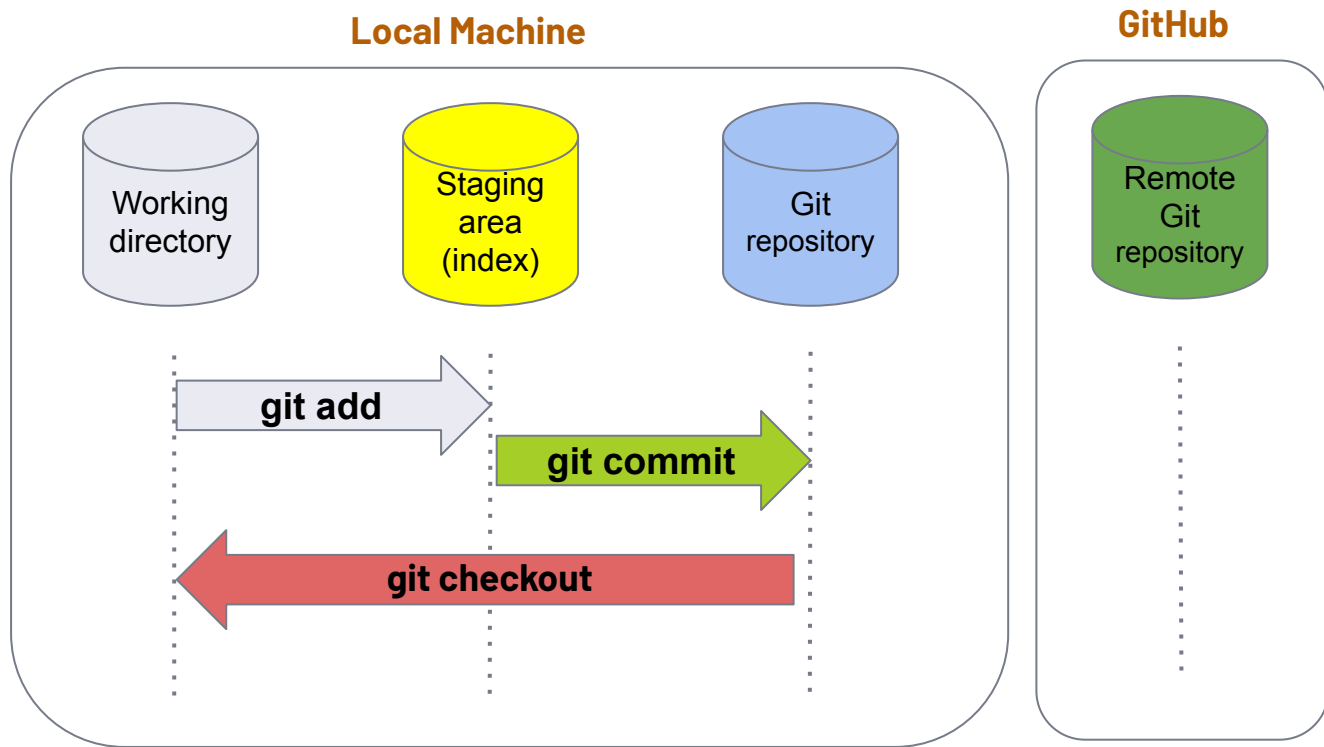 Local Machine
GitHub
Working
directory
Staging
area
(index)
Git
repository
Remote
Git
repository
git add
git commit
git checkout